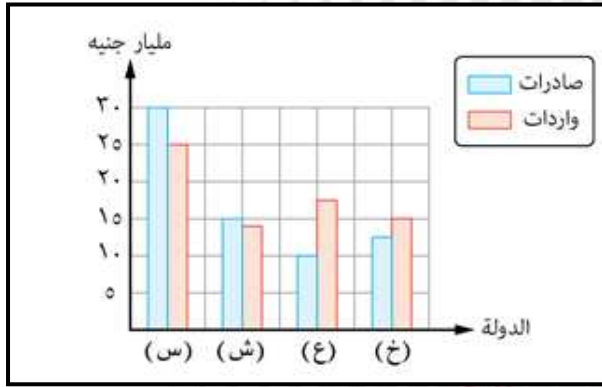 مليار جنيه
صادرات
واردات
٣٠
٢٥
٢٠
١٥
١٠
٥
الدولة
(س) (ش) (ع) (خ)